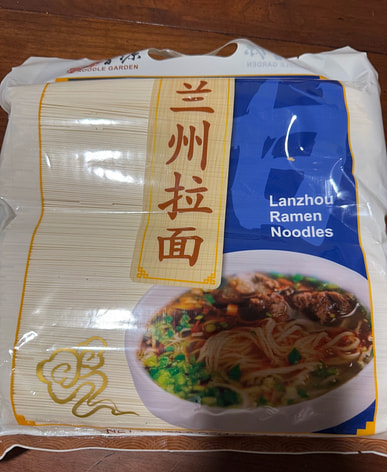 NOODLE GARDEN
兰州拉面
Lanzhou
Ramen
Noodles